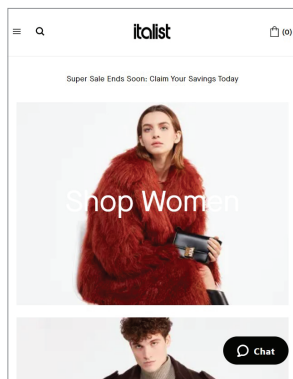 italist
(0)
Super Sale Ends Soon: Claim Your Savings Today
Shop Women
Chat